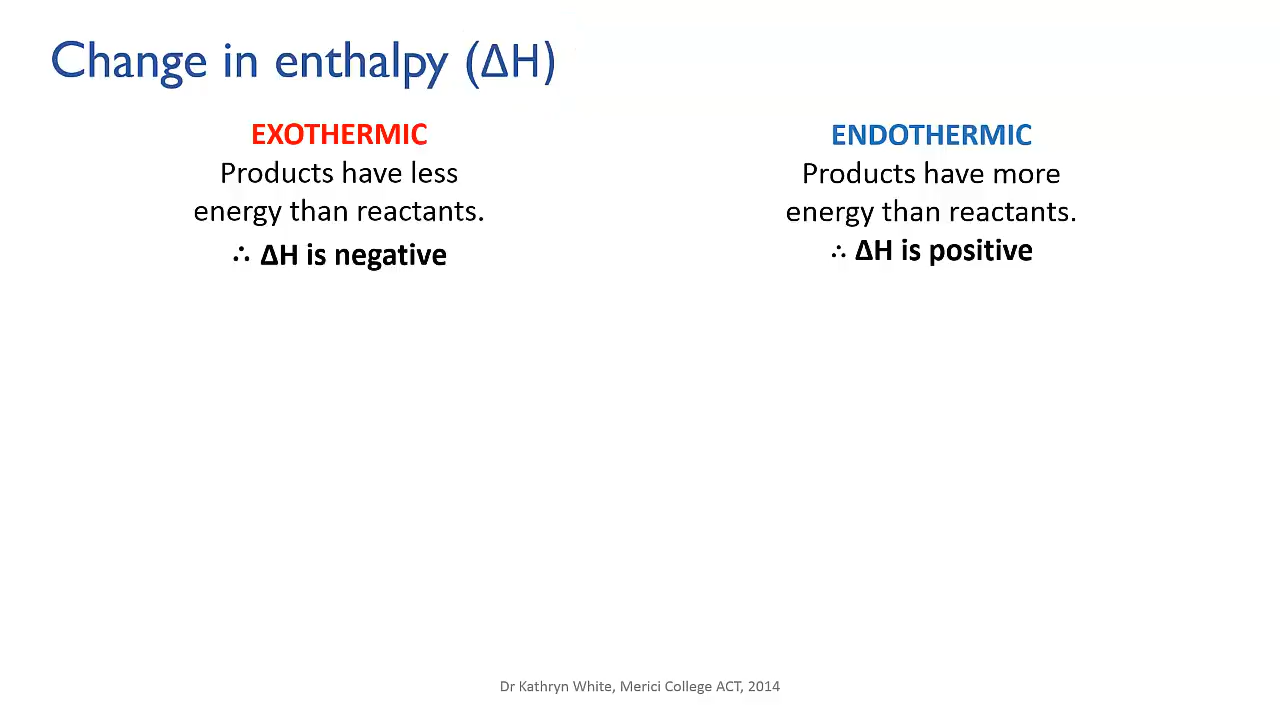 Change in enthalpy (ΔH)
EXOTHERMIC
Products have less
energy than reactants.
∴ ΔH is negative
ENDOTHERMIC
Products have more
energy than reactants.
∴ ΔH is positive
Dr Kathryn White, Merici College ACT, 2014